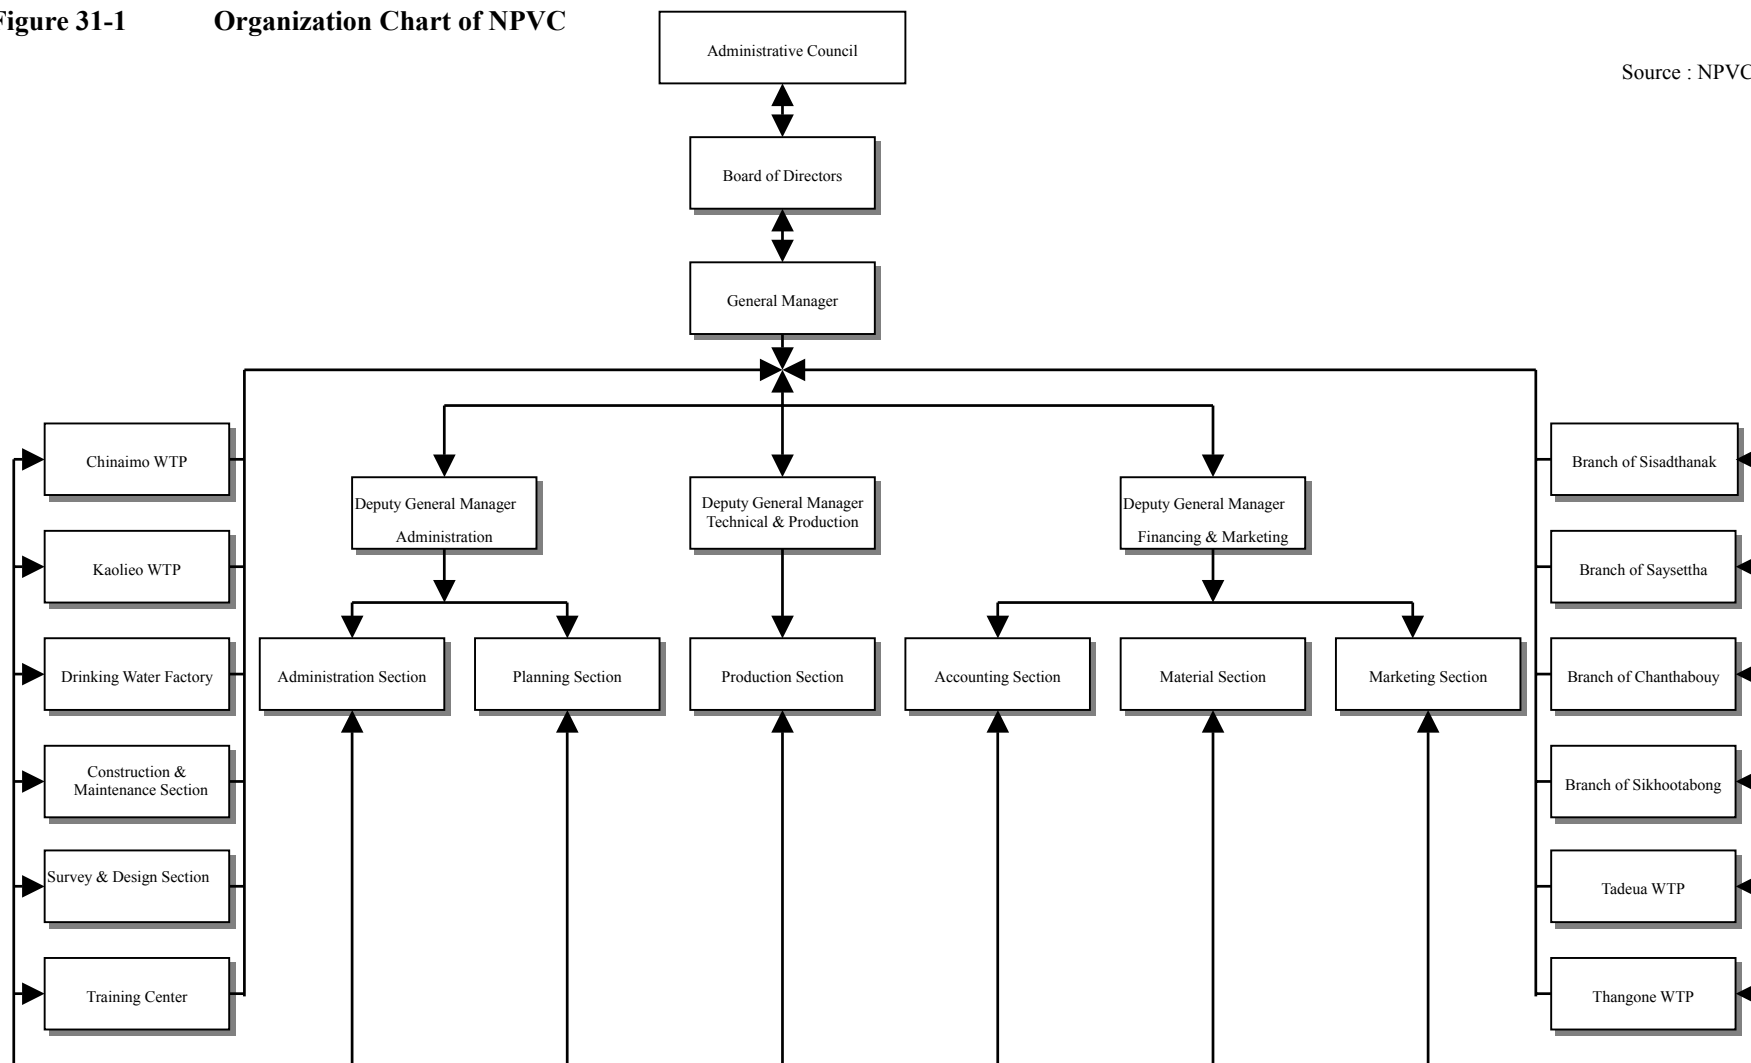 Figure 31-1 Organization Chart of NPVC
Administrative Council
Source : NPVC
Board of Directors
General Manager
Chinaimo WTP
Branch of Sisadthanak
Deputy General Manager
Administration
Deputy General Manager
Technical & Production
Deputy General Manager
Financing & Marketing
Kaolieo WTP
Branch of Saysettha
Drinking Water Factory
Administration Section
Planning Section
Production Section
Accounting Section
Material Section
Marketing Section
Branch of Chanthabouy
Construction &
Maintenance Section
Branch of Sikhootabong
Survey & Design Section
Tadeua WTP
Training Center
Thangone WTP